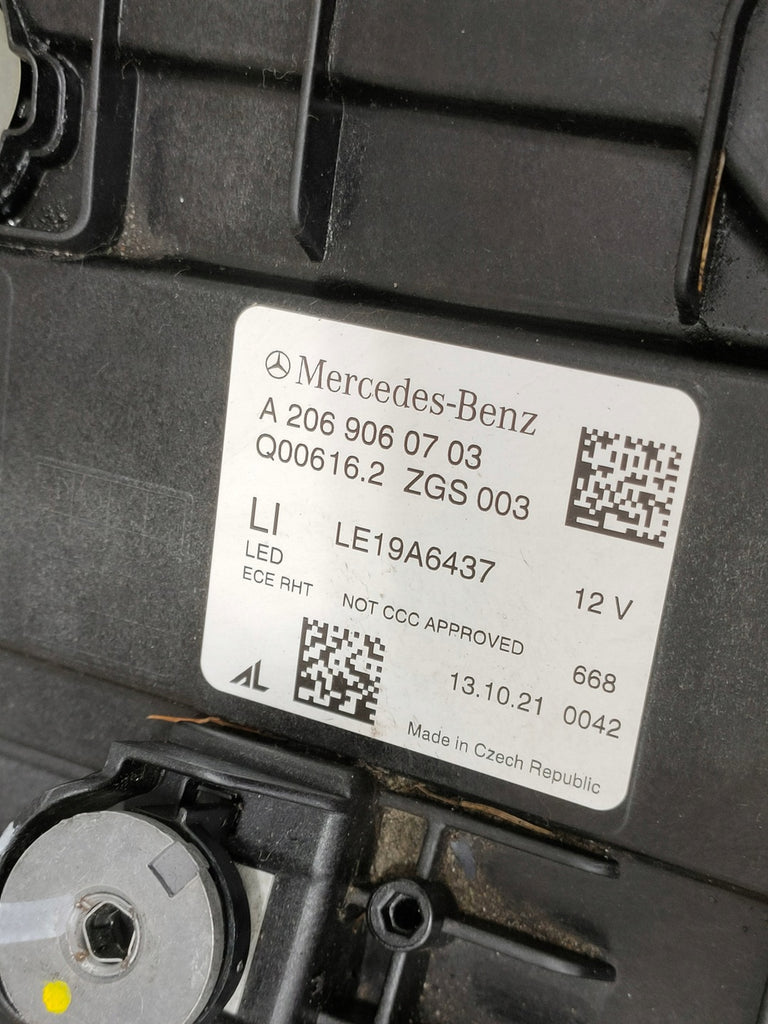 Mercedes-Benz
A 206 906 07 03
Q00616.2 ZGS 003
LI LE19A6437
LED 12 V
ECE RHT NOT CCC APPROVED
668
AL 13.10.21 0042
Made in Czech Republic